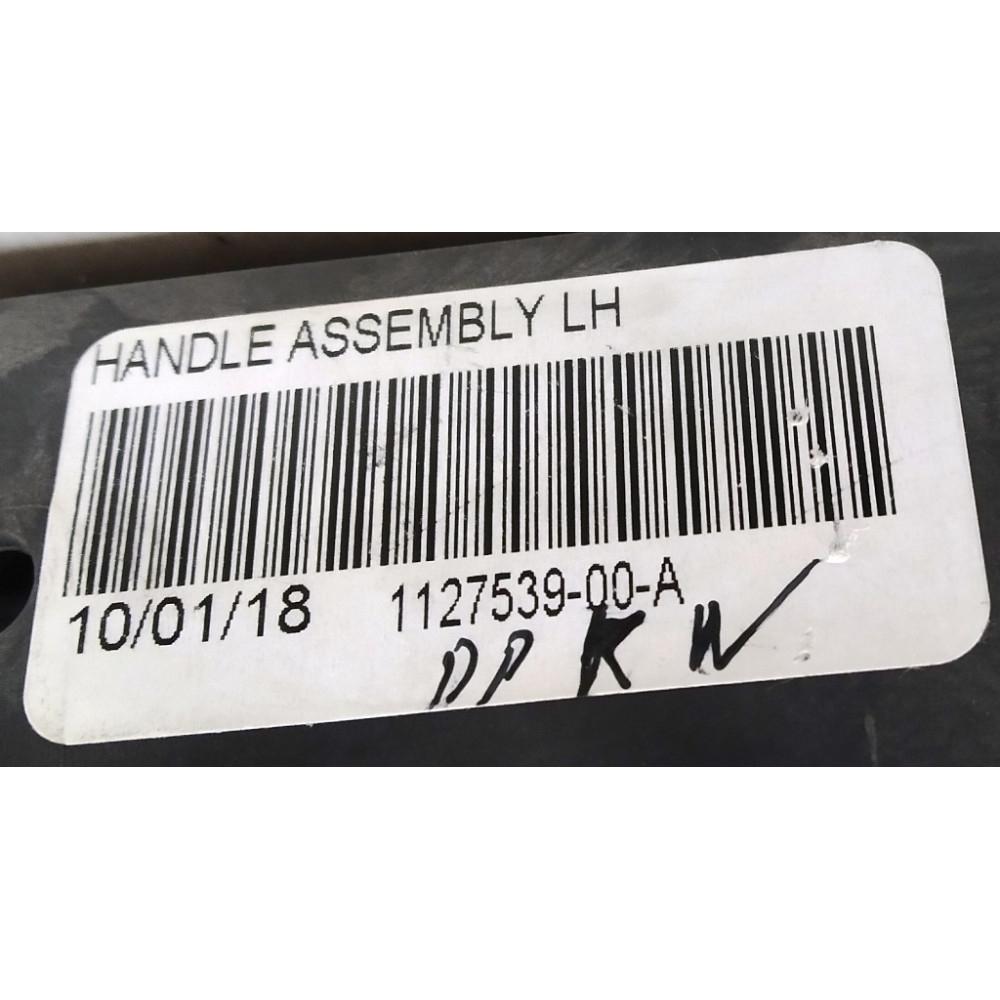 HANDLE ASSEMBLY LH
10/01/18 1127539-00-A
DP K W